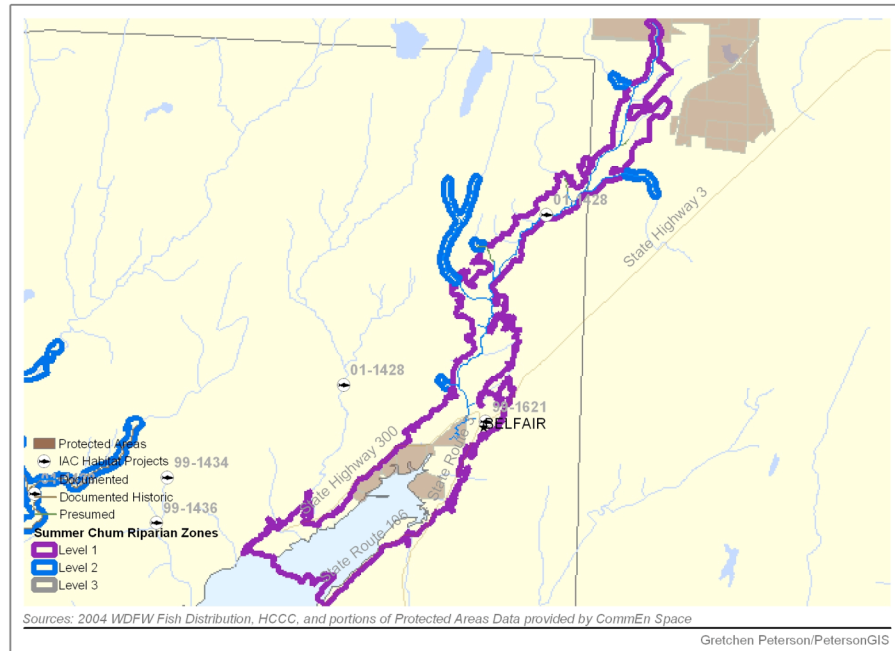 State Highway 3
01-1428
01-1428
98-1621
BELFAIR
State Highway 300
State Route
State Route 106
99-1434
99-1436
Protected Areas
IAC Habitat Projects
Documented
Documented Historic
Presumed
Summer Chum Riparian Zones
Level 1
Level 2
Level 3
Sources: 2004 WDFW Fish Distribution, HCCC, and portions of Protected Areas Data provided by CommEn Space
Gretchen Peterson/PetersonGIS